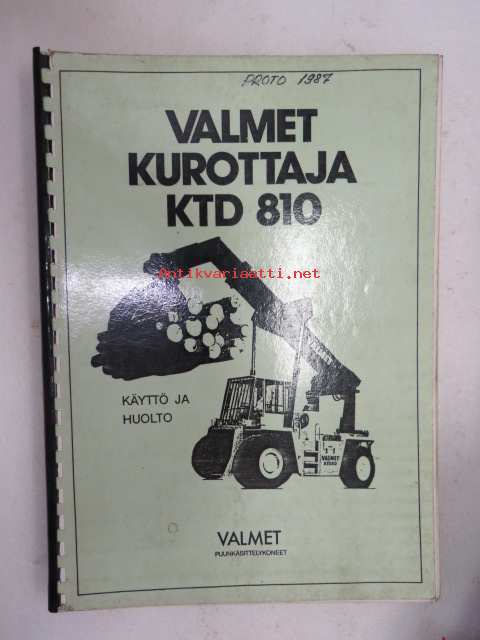 PROTO 1987
VALMET
KUROTTAJA
KTD 810
Antikvariaatti.net
KÄYTTÖ JA
HUOLTO
VALMET
VALMET
PUUNKÄSITTELYKONEET